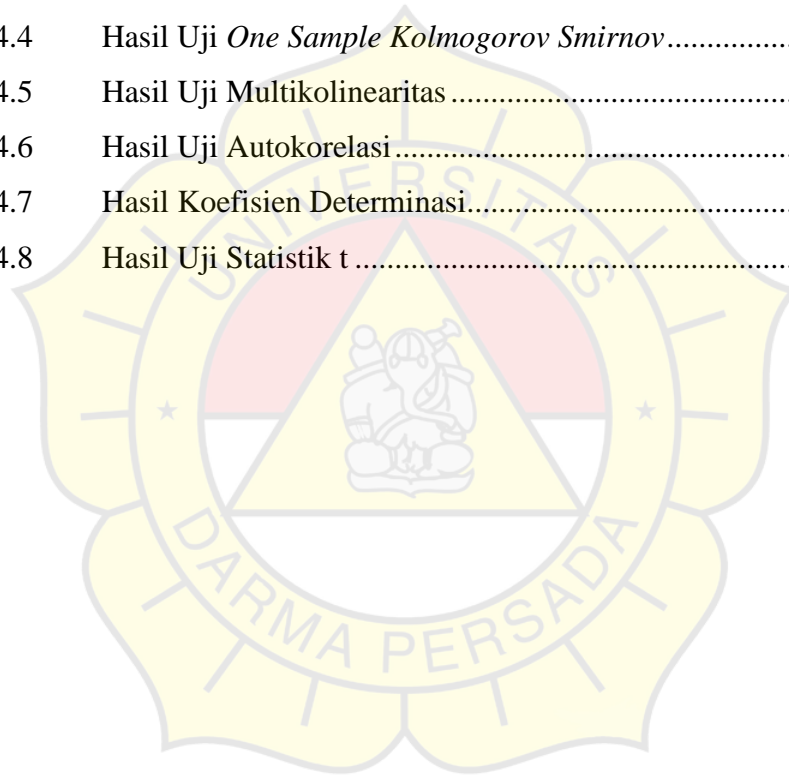 4.4 Hasil Uji One Sample Kolmogorov Smirnov...................
4.5 Hasil Uji Multikolinearitas...............................................
4.6 Hasil Uji Autokorelasi......................................................
4.7 Hasil Koefisien Determinasi.............................................
4.8 Hasil Uji Statistik t...........................................................
UNIVERSITAS
DARMA PERSADA